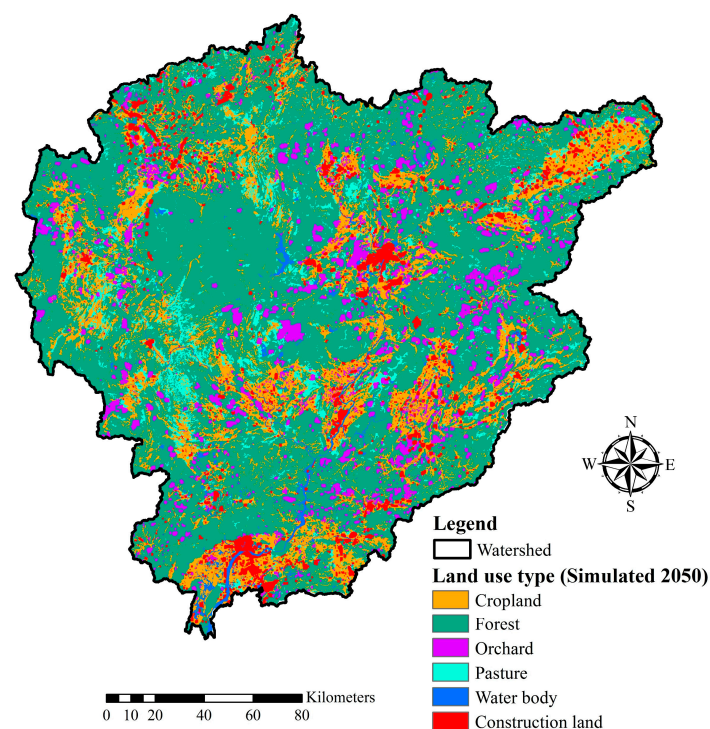 N
W E
S
Legend
Watershed
Land use type (Simulated 2050)
Cropland
Forest
Orchard
Pasture
Water body
Construction land
Kilometers
0 10 20 40 60 80